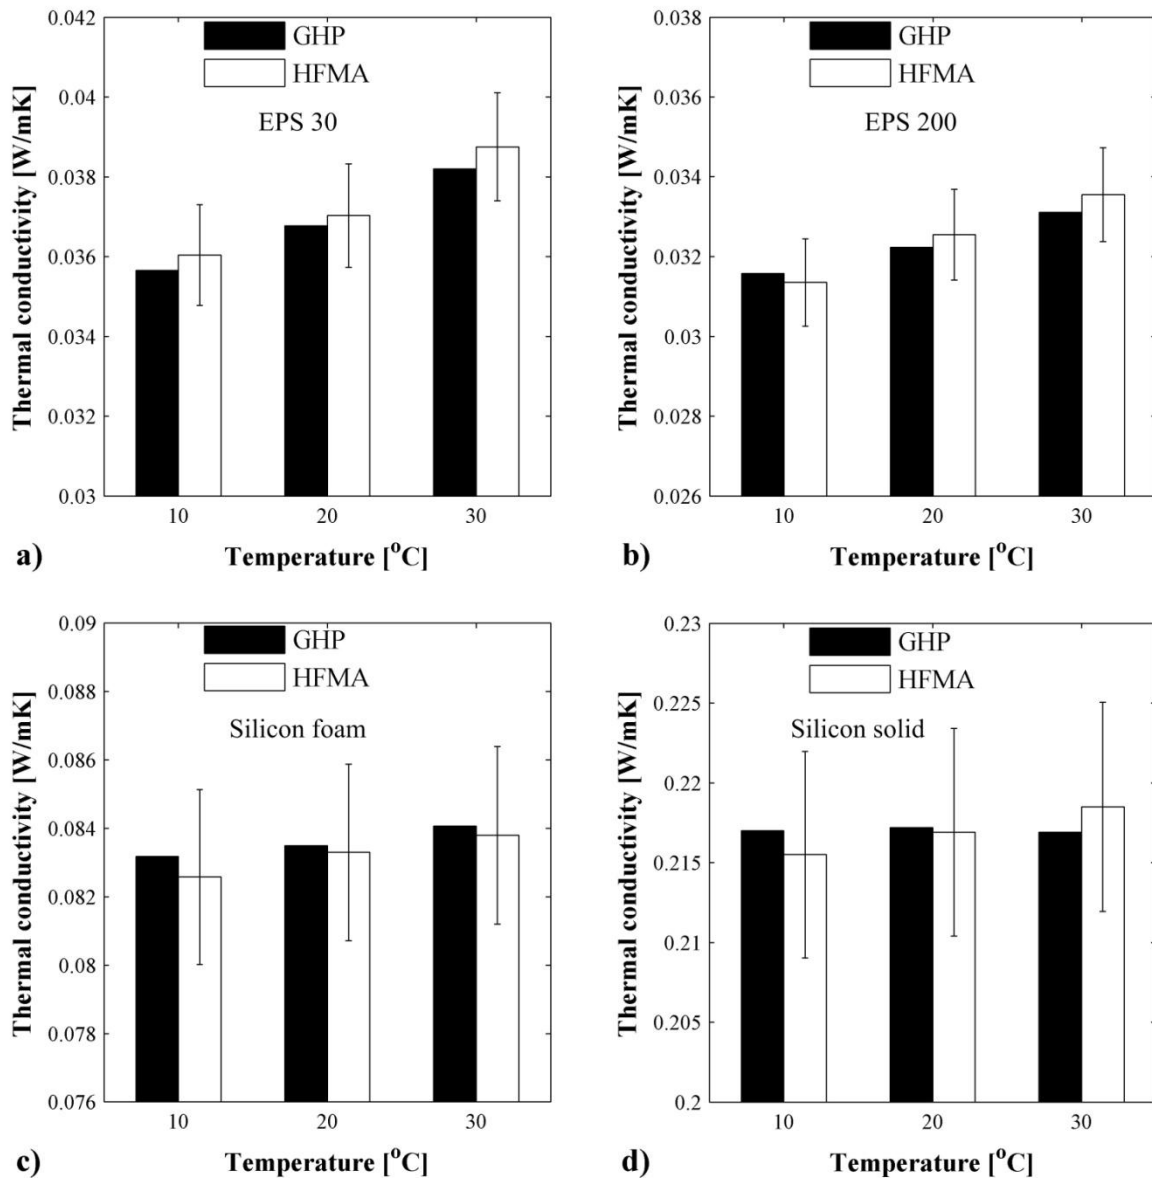 0.042
0.04
0.038
0.036
0.034
0.032
0.03
Thermal conductivity [W/mK]
GHP
HFMA
EPS 30
10 20 30
Temperature [°C]
a)
0.038
0.036
0.034
0.032
0.03
0.028
0.026
Thermal conductivity [W/mK]
GHP
HFMA
EPS 200
10 20 30
Temperature [°C]
b)
0.09
0.088
0.086
0.084
0.082
0.08
0.078
0.076
Thermal conductivity [W/mK]
GHP
HFMA
Silicon foam
10 20 30
Temperature [°C]
c)
0.23
0.225
0.22
0.215
0.21
0.205
0.2
Thermal conductivity [W/mK]
GHP
HFMA
Silicon solid
10 20 30
Temperature [°C]
d)